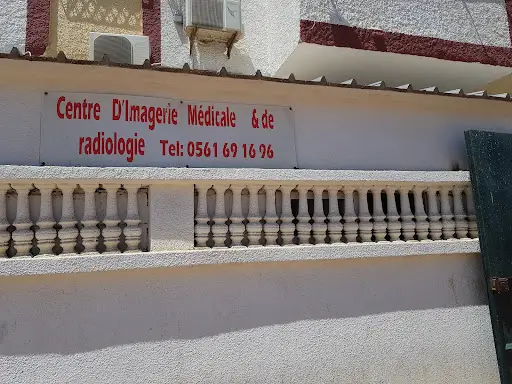 Centre D'Imagerie Médicale & de
radiologie Tel: 0561 69 16 96